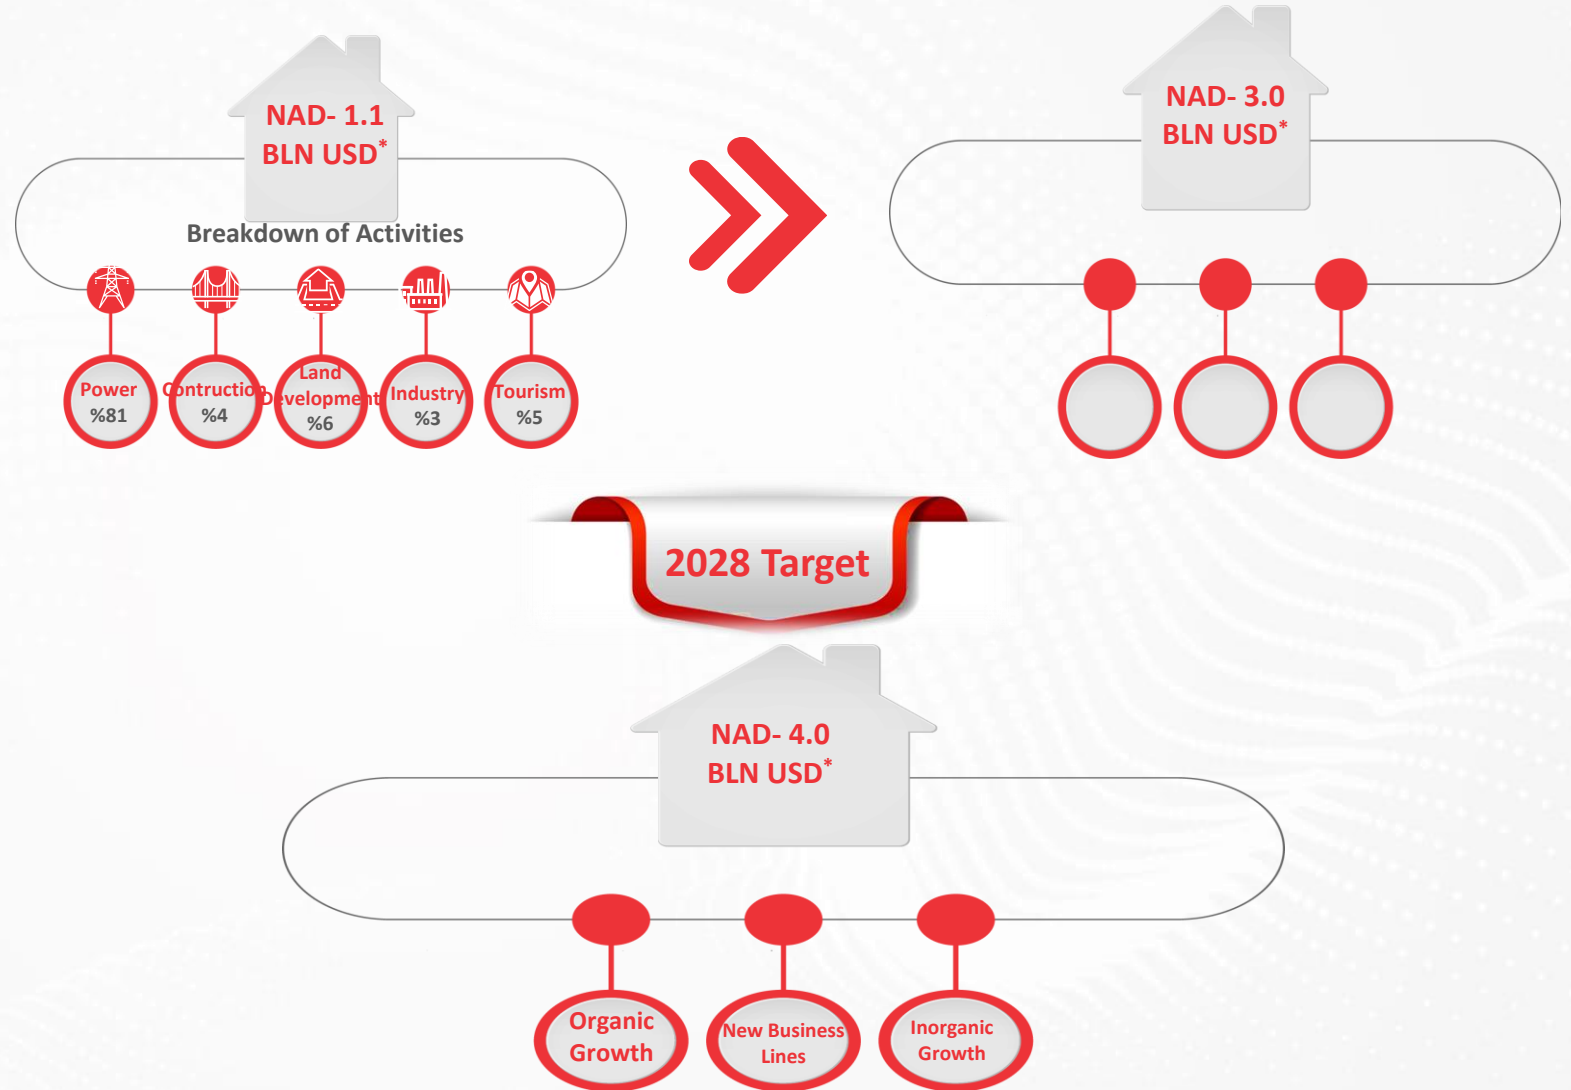 NAD- 1.1
BLN USD*
Breakdown of Activities
Power
%81
Contruction
%4
Land
Development
%6
Industry
%3
Tourism
%5
NAD- 3.0
BLN USD*
2028 Target
NAD- 4.0
BLN USD*
Organic
Growth
New Business
Lines
Inorganic
Growth